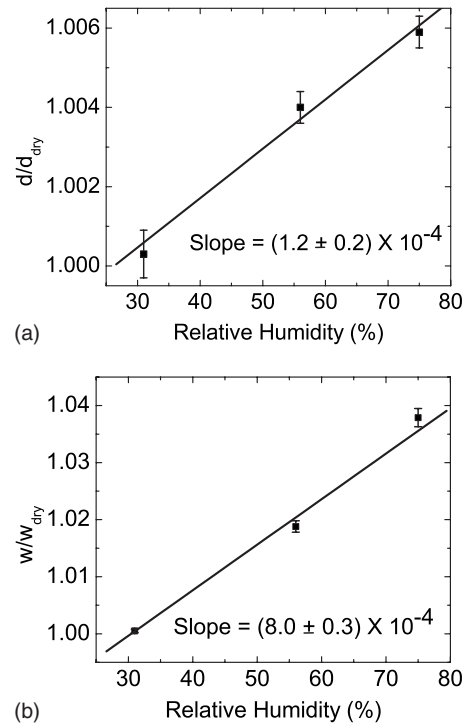 1.006
1.004
1.002
1.000
d/d_dry
Slope = (1.2 ± 0.2) X 10^-4
30 40 50 60 70 80
Relative Humidity (%)
(a)
1.04
1.03
1.02
1.01
1.00
w/w_dry
Slope = (8.0 ± 0.3) X 10^-4
30 40 50 60 70 80
Relative Humidity (%)
(b)